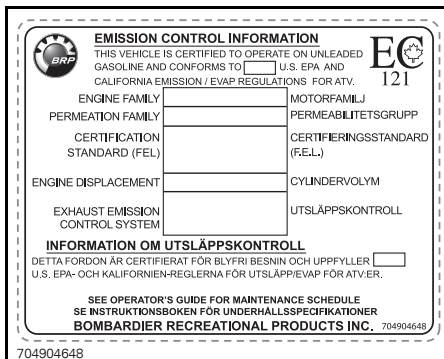 EMISSION CONTROL INFORMATION
THIS VEHICLE IS CERTIFIED TO OPERATE ON UNLEADED
GASOLINE AND CONFORMS TO U.S. EPA AND
CALIFORNIA EMISSION / EVAP REGULATIONS FOR ATV.
BRP
EC
121
ENGINE FAMILY MOTORFAMILJ
PERMEATION FAMILY PERMEABILITETSGRUPP
CERTIFICATION CERTIFIERINGSSTANDARD
STANDARD (FEL) (F.E.L.)
ENGINE DISPLACEMENT CYLINDERVOLYM
EXHAUST EMISSION UTSLÄPPSKONTROLL
CONTROL SYSTEM
INFORMATION OM UTSLÄPPSKONTROLL
DETTA FORDON ÄR CERTIFIERAT FÖR BLYFRI BESNIN OCH UPPFYLLER
U.S. EPA- OCH KALIFORNIEN-REGLERNA FÖR UTSLÄPP/EVAP FÖR ATV:ER.
SEE OPERATOR'S GUIDE FOR MAINTENANCE SCHEDULE
SE INSTRUKTIONSBOKEN FÖR UNDERHÅLLSSPECIFIKATIONER
BOMBARDIER RECREATIONAL PRODUCTS INC. 704904648
704904648